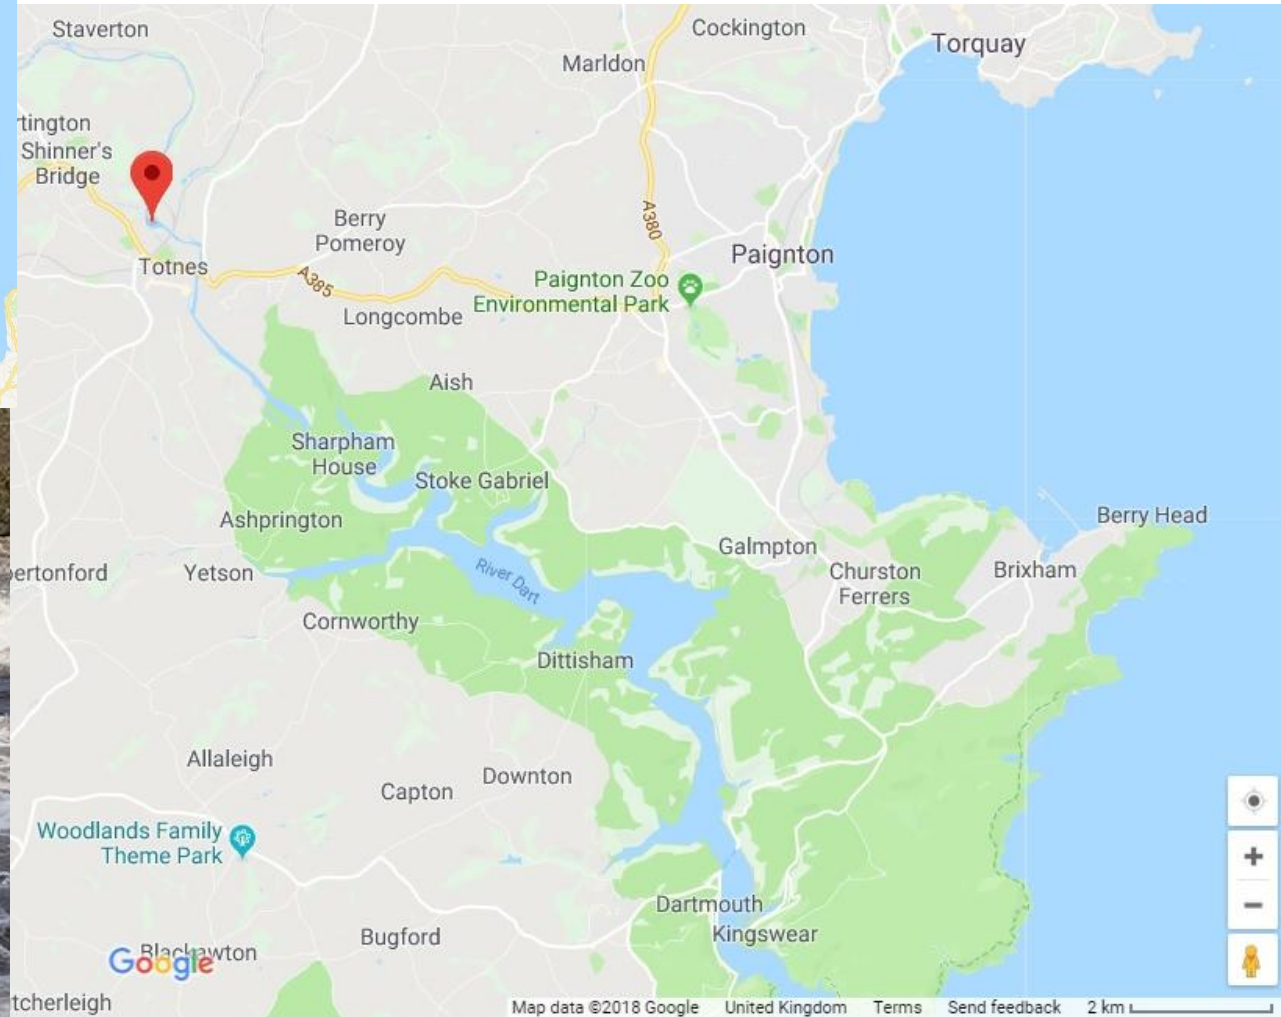 Staverton
Cockington
Torquay
Marldon
rtington
Shinner's
Bridge
A380
Berry
Pomeroy
Paignton
Totnes
A385
Paignton Zoo
Environmental Park
Longcombe
Aish
Sharpham
House
Stoke Gabriel
Ashprington
Berry Head
Galmpton
bertonford
Yetson
River Dart
Churston
Ferrers
Brixham
Cornworthy
Dittisham
Allaleigh
Downton
Capton
Woodlands Family
Theme Park
Dartmouth
Kingswear
Bugford
Blackawton
Google
tcherleigh
Map data ©2018 Google United Kingdom Terms Send feedback 2 km